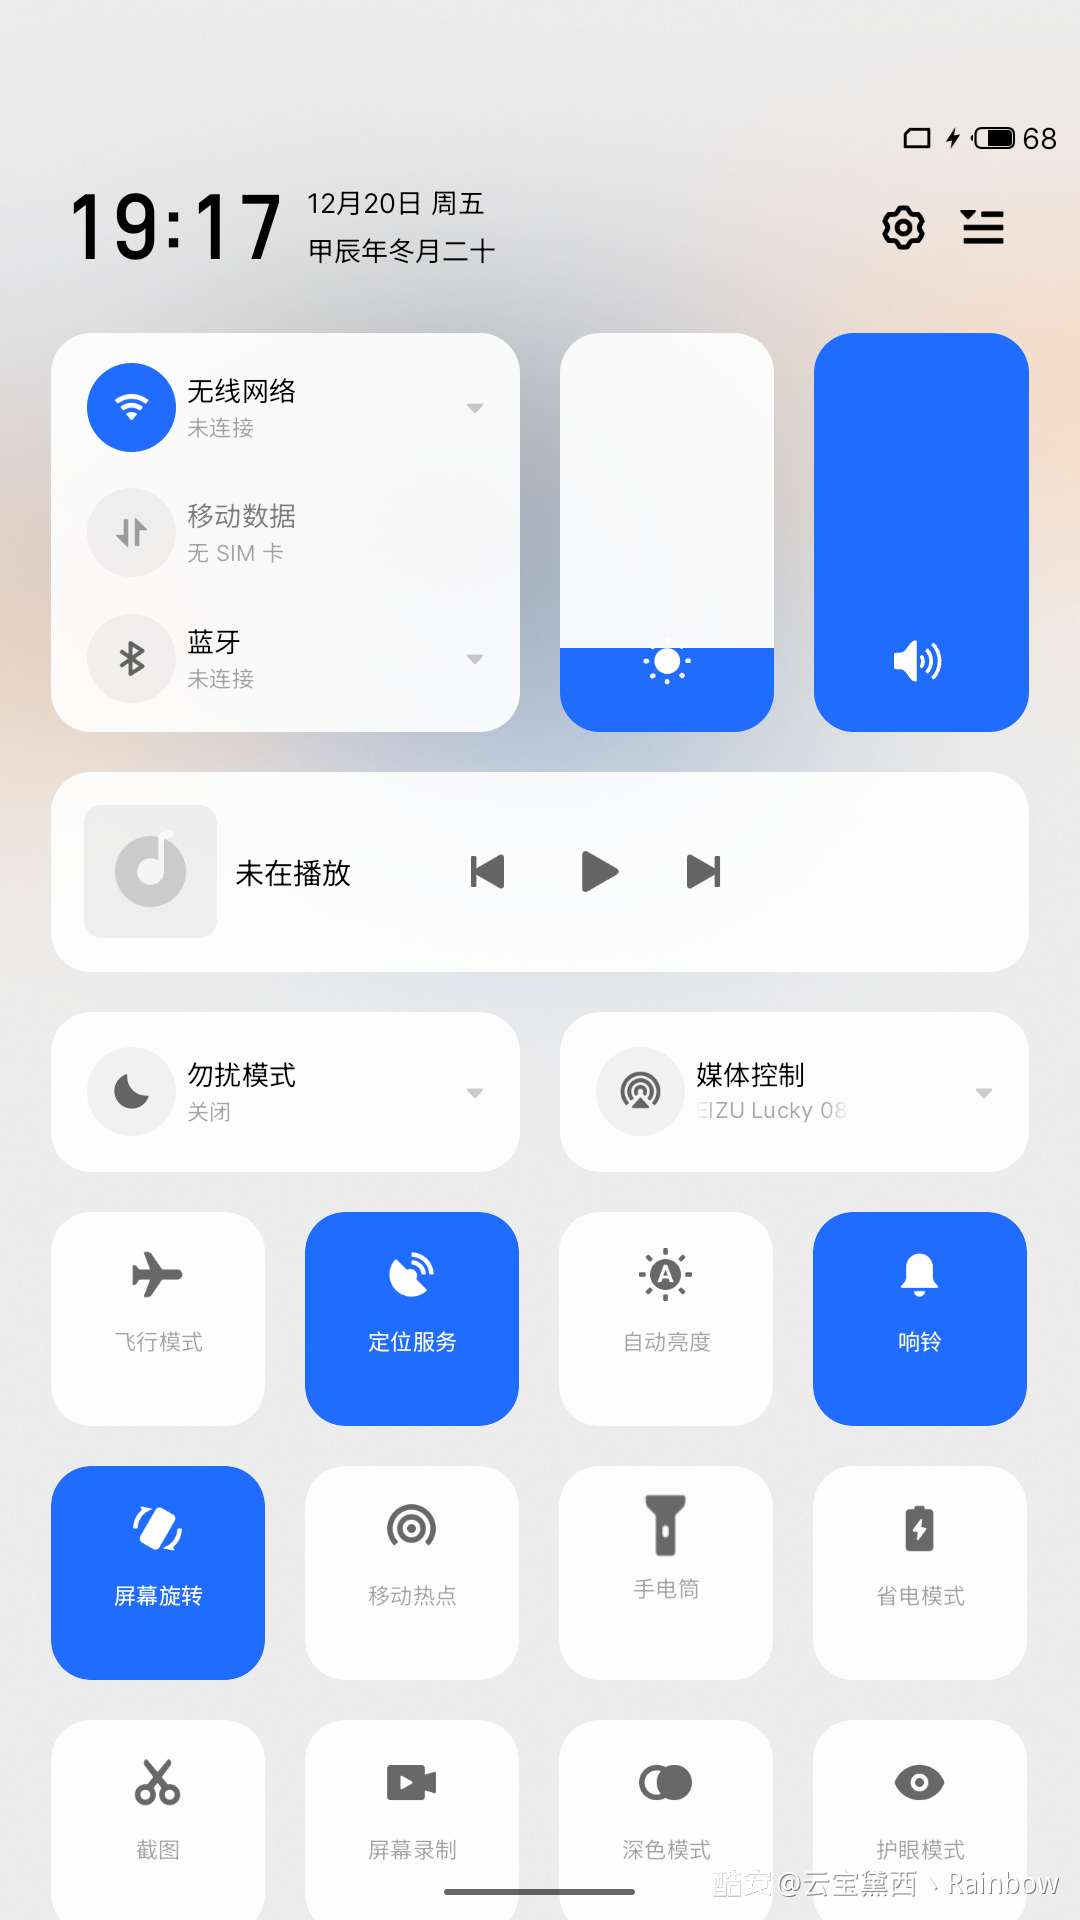 68
19:17
12月20日 周五
甲辰年冬月二十
无线网络
未连接
移动数据
无 SIM 卡
蓝牙
未连接
未在播放
勿扰模式
关闭
媒体控制
EIZU Lucky 08
飞行模式
定位服务
A
自动亮度
响铃
屏幕旋转
移动热点
手电筒
省电模式
截图
屏幕录制
深色模式
护眼模式
酷安@云宝黛西丶Rainbow